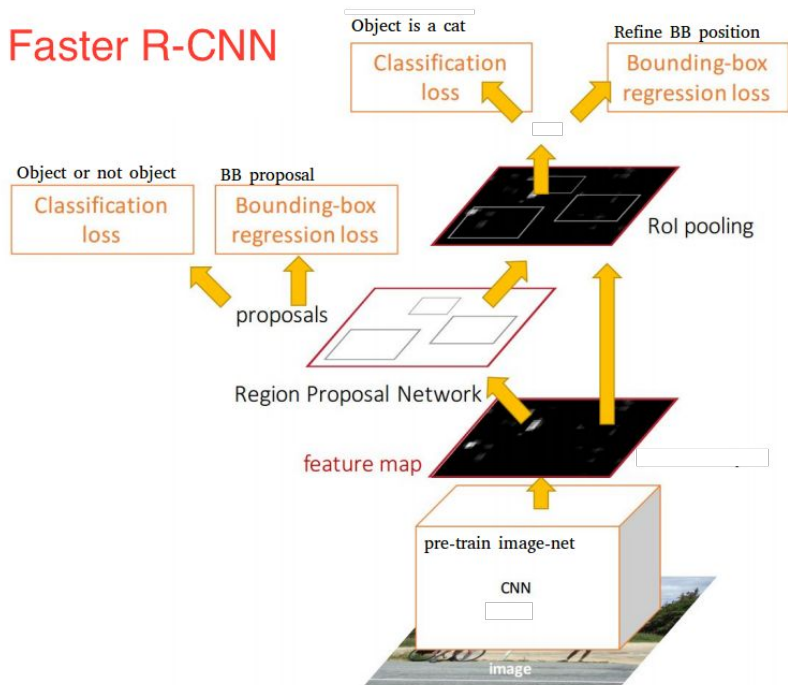 Faster R-CNN
Object is a cat
Refine BB position
Classification
loss
Bounding-box
regression loss
Object or not object
BB proposal
Classification
loss
Bounding-box
regression loss
RoI pooling
proposals
Region Proposal Network
feature map
pre-train image-net
CNN
image